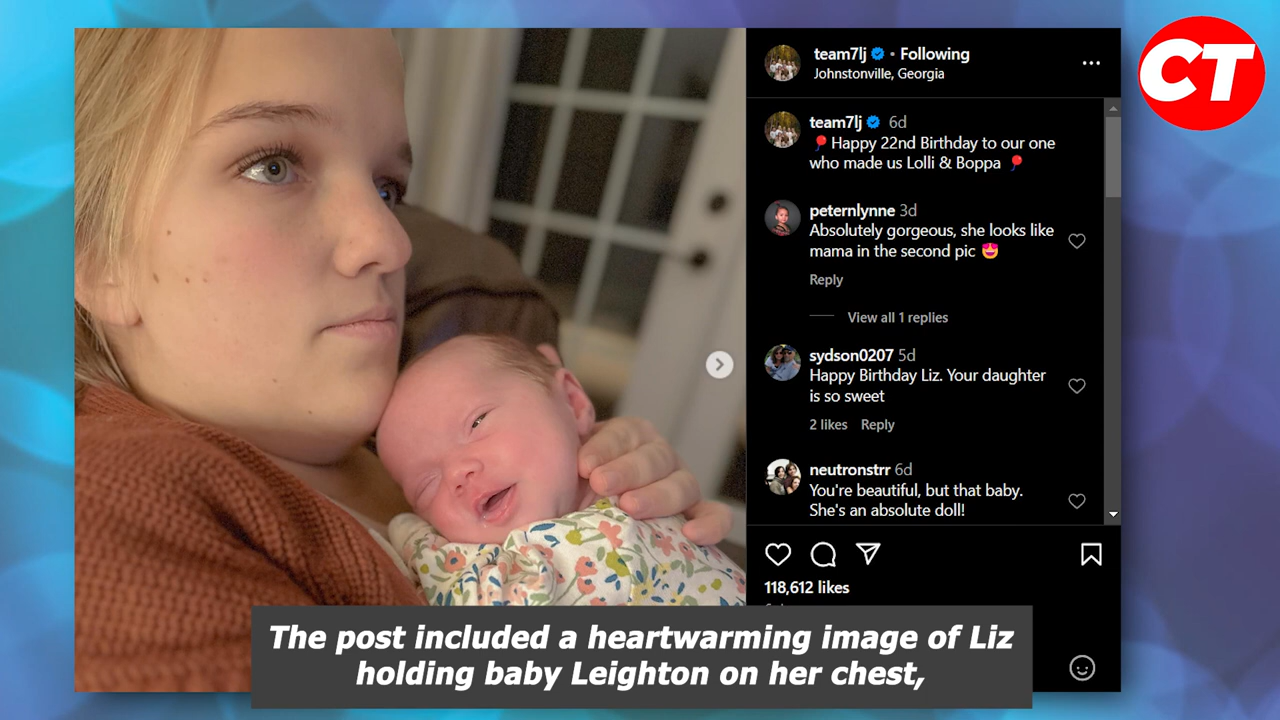 CT
team7lj • Following
Johnstonville, Georgia
team7lj 6d
🎈Happy 22nd Birthday to our one
who made us Lolli & Boppa 🎈
peternlynne 3d
Absolutely gorgeous, she looks like
mama in the second pic 😍
Reply
View all 1 replies
sydson0207 5d
Happy Birthday Liz. Your daughter
is so sweet
2 likes Reply
neutronstrr 6d
You're beautiful, but that baby.
She's an absolute doll!
118,612 likes
The post included a heartwarming image of Liz
holding baby Leighton on her chest,